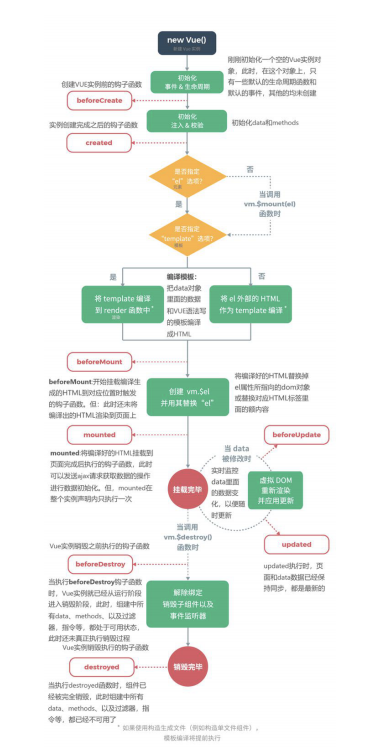 new Vue()
新建 Vue 实例
刚刚初始化一个空的Vue实例对
象，此时，在这个对象上，只
有一些默认的生命周期函数和
默认的事件，其他的均未创建
创建VUE实例前的钩子函数
初始化
事件 & 生命周期
beforeCreate
实例创建完成之后的钩子函数
初始化
注入 & 校验
初始化data和methods
created
是否指定
“el” 选项?
否
当调用
vm.$mount(el)
函数时
是
是否指定
“template” 选项?
是
编译模板：
把data对象
里面的数据
和VUE语法写
的模板编译
成HTML
否
将 template 编译
到 render 函数中*
将 el 外部的 HTML
作为 template 编译*
beforeMount
beforeMount:开始挂载编译生
成的HTML到对应位置时触发
的钩子函数。但：此时还未将
编译出的HTML渲染到页面上
创建 vm.$el
并用其替换 “el”
将编译好的HTML替换掉
el属性所指向的dom对象
或替换对应HTML标签里
面的额内容
mounted
mounted:将编译好的HTML挂载到
页面完成后执行的钩子函数，此时
可以发送ajax请求获取数据的操作
进行数据初始化。但，mounted在
整个实例声明内只执行一次
挂载完毕
当 data
被修改时
实时监控
data里面
的数据变
化，以便随
时更新
beforeUpdate
虚拟 DOM
重新渲染
并应用更新
updated
updated执行时，页
面和data数据已经保
持同步，都是最新的
当调用
vm.$destroy()
函数时
Vue实例销毁之前执行的钩子函数
beforeDestroy
当执行beforeDestroy钩子函数
时，Vue实例就已经从运行阶段
进入销毁阶段，此时，组建中所
有data、methods、以及过滤
器，指令等，都处于可用状态，
此时还未真正执行销毁过程
解除绑定
销毁子组件以及
事件监听器
Vue实例销毁执行的钩子函数
destroyed
销毁完毕
当执行destroyed函数时，组件已
经被完全销毁，此时组建中所有
data、methods、以及过滤器，指
令等，都已经不可用了
* 如果使用构造生成文件（例如构造单文件组件），
模板编译将提前执行